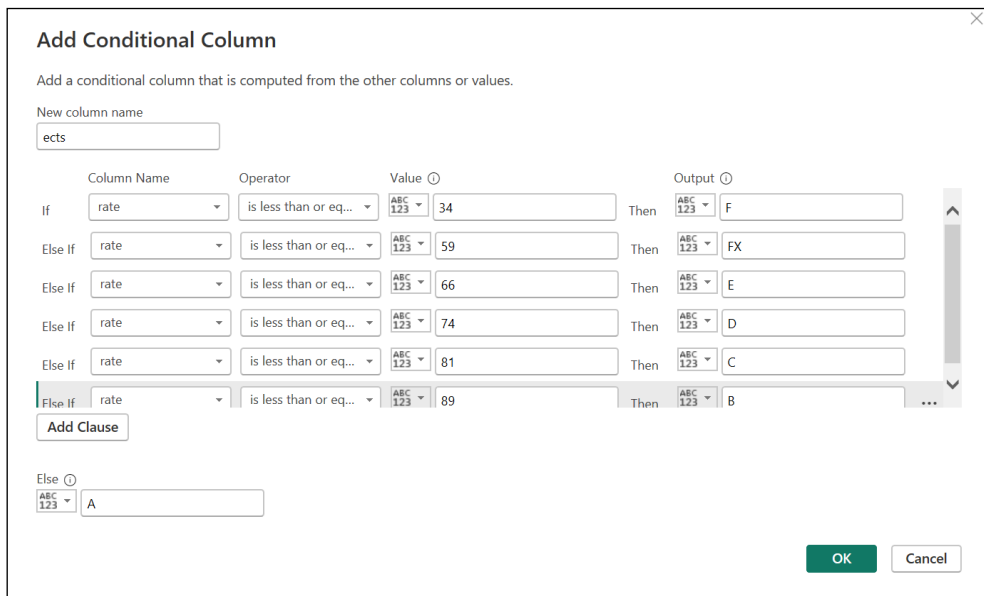 Add Conditional Column
Add a conditional column that is computed from the other columns or values.
New column name
ects
Column Name Operator Value Output
If rate is less than or eq... ABC 123 34 Then ABC 123 F
Else If rate is less than or eq... ABC 123 59 Then ABC 123 FX
Else If rate is less than or eq... ABC 123 66 Then ABC 123 E
Else If rate is less than or eq... ABC 123 74 Then ABC 123 D
Else If rate is less than or eq... ABC 123 81 Then ABC 123 C
Else If rate is less than or eq... ABC 123 89 Then ABC 123 B ...
Add Clause
Else
ABC 123 A
OK Cancel